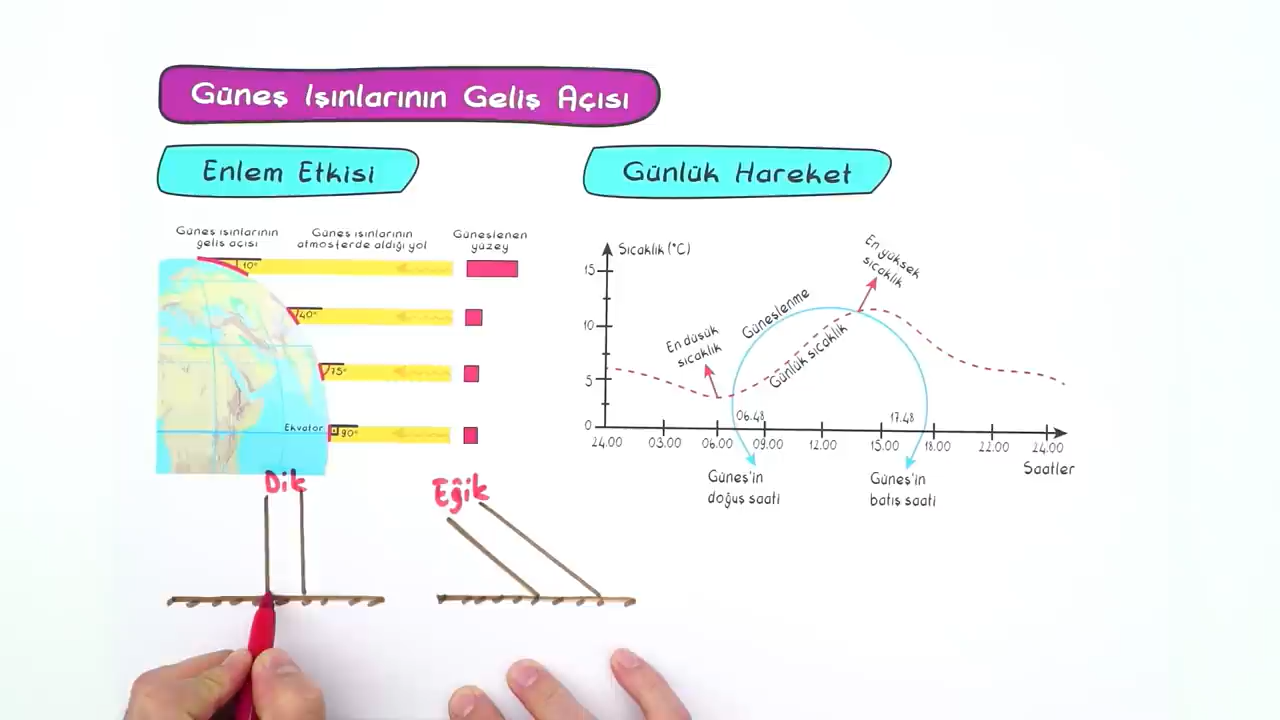 Güneş Işınlarının Geliş Açısı
Enlem Etkisi
Güneş ışınlarının
geliş açısı
Güneş ışınlarının
atmosferde aldığı yol
Güneşlenen
yüzey
10°
40°
75°
Ekvator
90°
Dik
Eğik
Günlük Hareket
Sıcaklık (°C)
15
10
5
0
En düşük
sıcaklık
Güneşlenme
Günlük sıcaklık
En yüksek
sıcaklık
06.48
17.48
24.00
03.00
06.00
09.00
12.00
15.00
18.00
22.00
24.00
Saatler
Güneş'in
doğuş saati
Güneş'in
batış saati